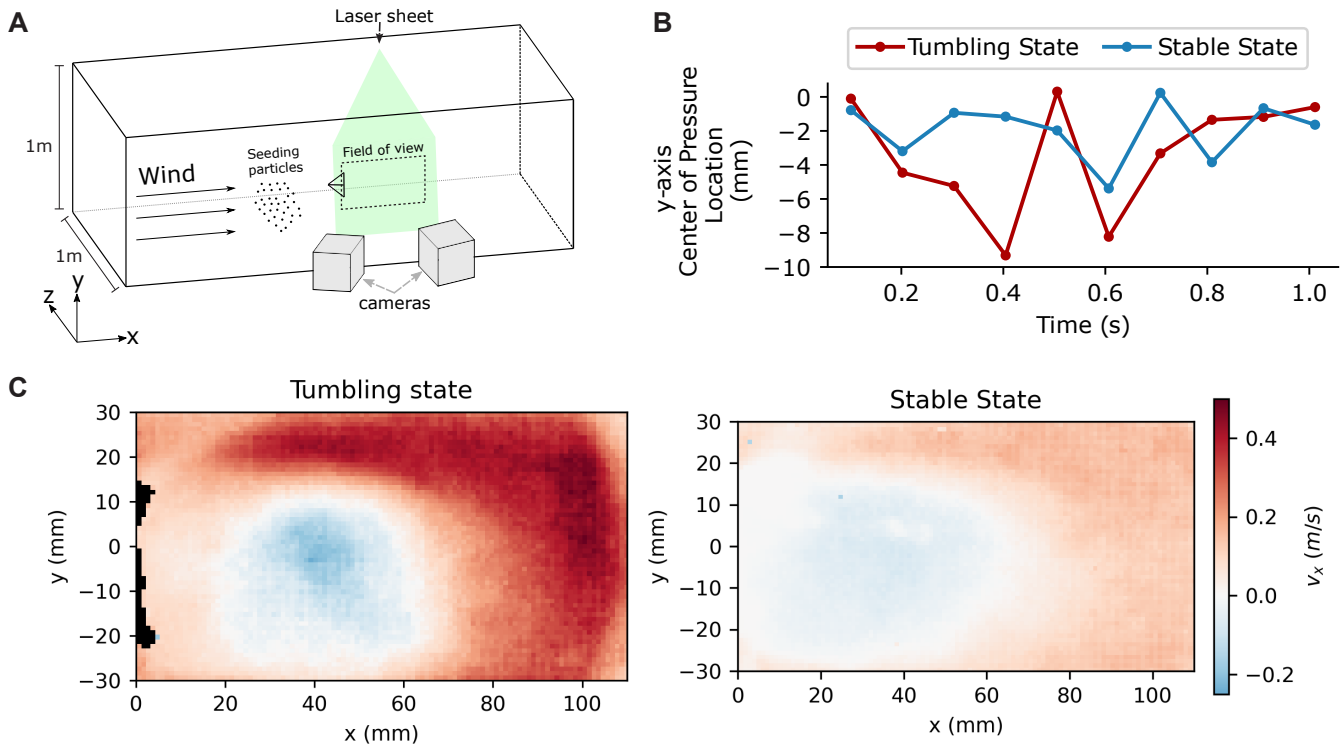 A
Laser sheet
1m
Wind
Seeding
particles
Field of view
1m
y
z
x
cameras
B
Tumbling State
Stable State
y-axis
Center of Pressure
Location
(mm)
0
−2
−4
−6
−8
−10
0.2 0.4 0.6 0.8 1.0
Time (s)
C
Tumbling state
y (mm)
30
20
10
0
−10
−20
−30
0 20 40 60 80 100
x (mm)
Stable State
y (mm)
30
20
10
0
−10
−20
−30
0 20 40 60 80 100
x (mm)
0.4
0.2
0.0
−0.2
vₓ (m/s)